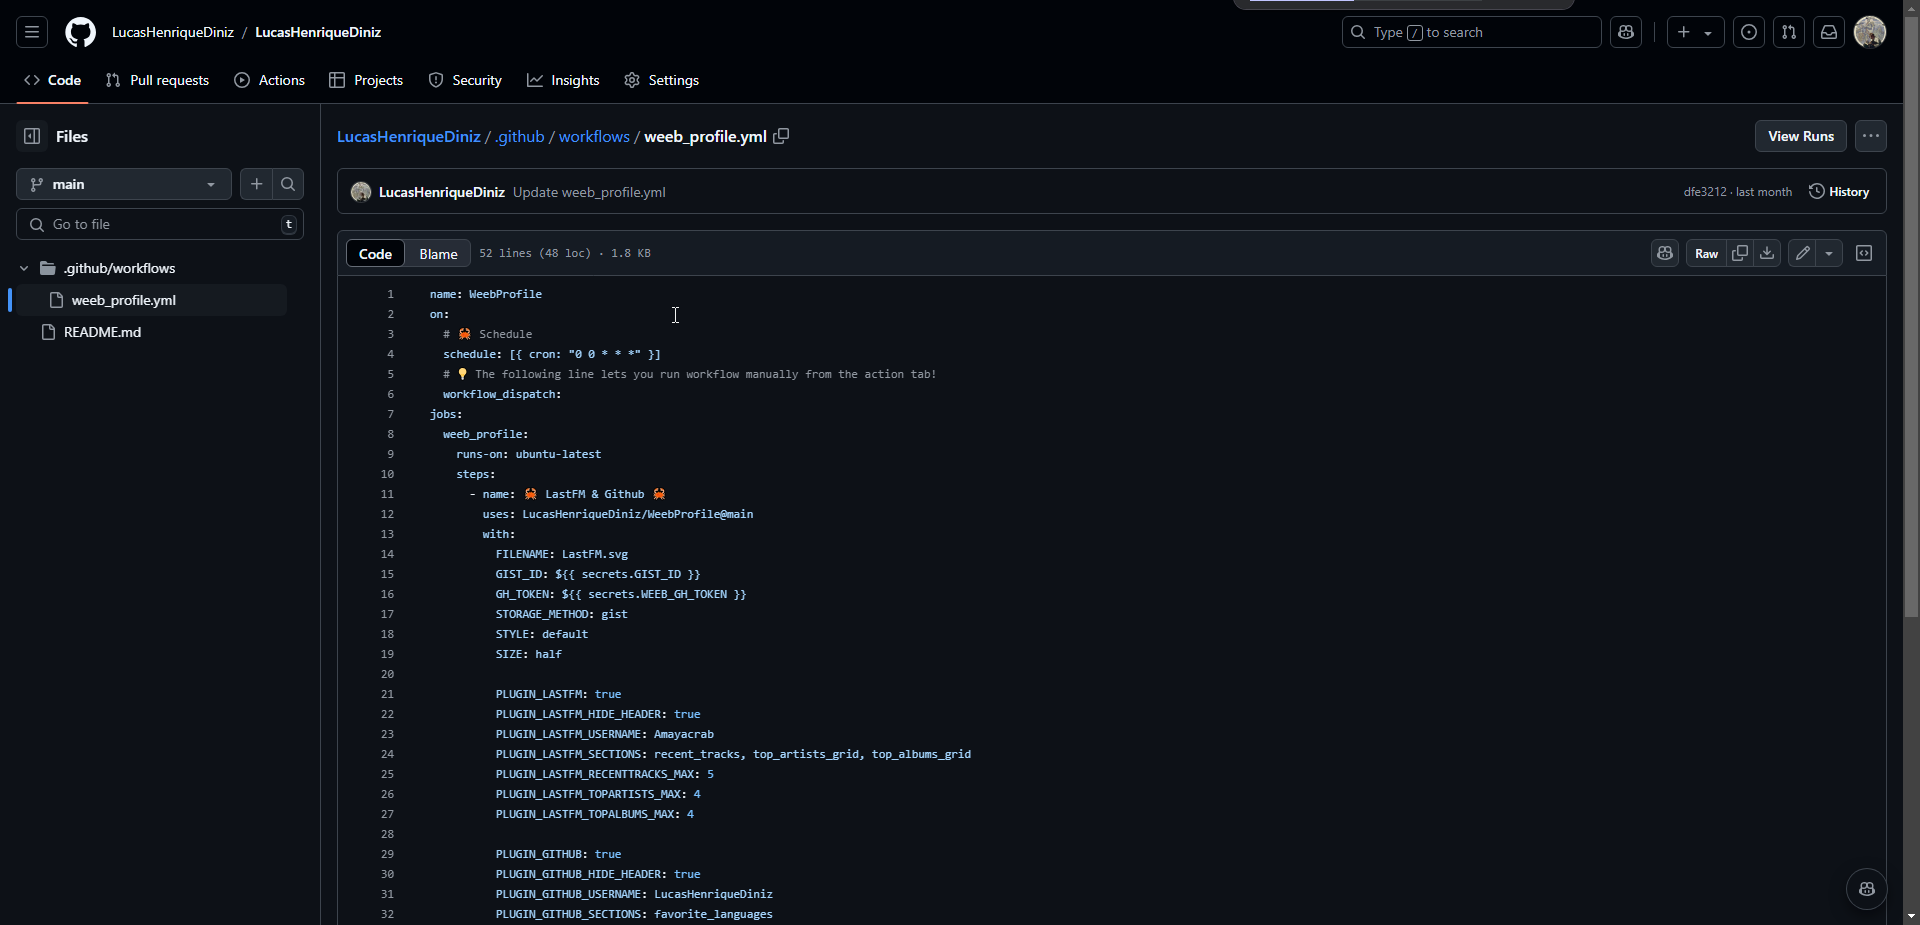 LucasHenriqueDiniz / LucasHenriqueDiniz
Type / to search
Code
Pull requests
Actions
Projects
Security
Insights
Settings
Files
main
Go to file
t
.github/workflows
weeb_profile.yml
README.md
LucasHenriqueDiniz / .github / workflows / weeb_profile.yml
View Runs
LucasHenriqueDiniz Update weeb_profile.yml
dfe3212 · last month
History
Code
Blame
52 lines (48 loc) · 1.8 KB
Raw
1 name: WeebProfile
2 on:
3 # 🦀 Schedule
4 schedule: [{ cron: "0 0 * * *" }]
5 # 💡 The following line lets you run workflow manually from the action tab!
6 workflow_dispatch:
7 jobs:
8 weeb_profile:
9 runs-on: ubuntu-latest
10 steps:
11 - name: 🦀 LastFM & Github 🦀
12 uses: LucasHenriqueDiniz/WeebProfile@main
13 with:
14 FILENAME: LastFM.svg
15 GIST_ID: ${{ secrets.GIST_ID }}
16 GH_TOKEN: ${{ secrets.WEEB_GH_TOKEN }}
17 STORAGE_METHOD: gist
18 STYLE: default
19 SIZE: half
20
21 PLUGIN_LASTFM: true
22 PLUGIN_LASTFM_HIDE_HEADER: true
23 PLUGIN_LASTFM_USERNAME: Amayacrab
24 PLUGIN_LASTFM_SECTIONS: recent_tracks, top_artists_grid, top_albums_grid
25 PLUGIN_LASTFM_RECENTTRACKS_MAX: 5
26 PLUGIN_LASTFM_TOPARTISTS_MAX: 4
27 PLUGIN_LASTFM_TOPALBUMS_MAX: 4
28
29 PLUGIN_GITHUB: true
30 PLUGIN_GITHUB_HIDE_HEADER: true
31 PLUGIN_GITHUB_USERNAME: LucasHenriqueDiniz
32 PLUGIN_GITHUB_SECTIONS: favorite_languages